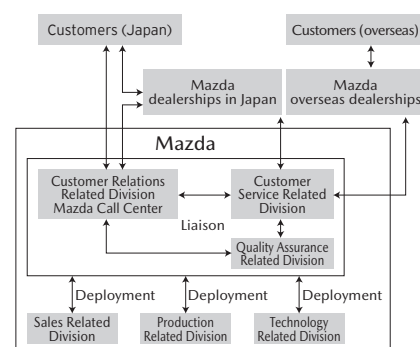 Customers (Japan)
Customers (overseas)
Mazda
dealerships in Japan
Mazda
overseas dealerships
Mazda
Customer Relations
Related Division
Mazda Call Center
Customer
Service Related
Division
Liaison
Quality Assurance
Related Division
Deployment
Deployment
Deployment
Sales Related
Division
Production
Related Division
Technology
Related Division